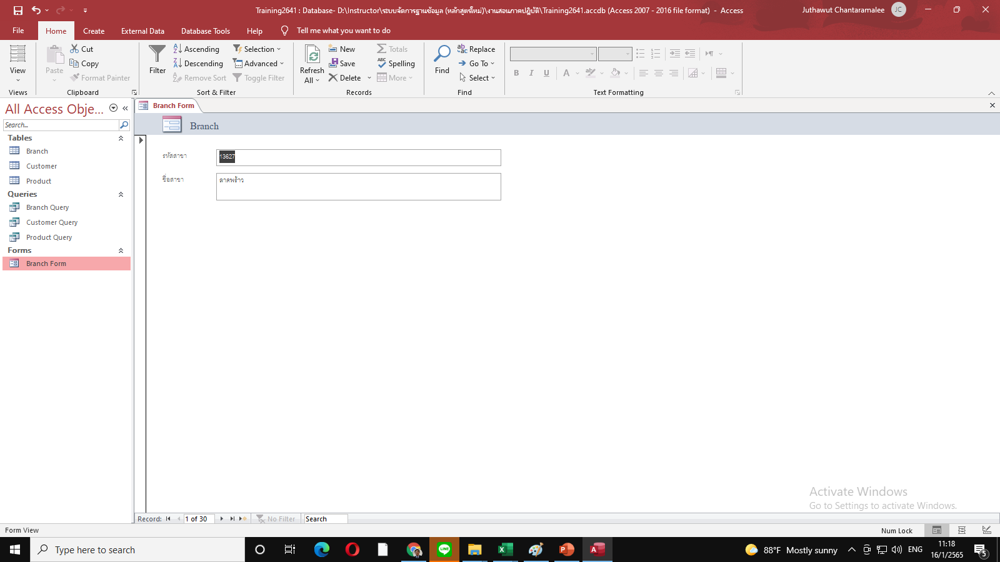 Training2641 : Database- D:\Instructor\ระบบจัดการฐานข้อมูล (หลักสูตรใหม่)\งานสอนภาคปฏิบัติ\Training2641.accdb (Access 2007 - 2016 file format) - Access
Juthawut Chantaramalee
JC
File
Home
Create
External Data
Database Tools
Help
Tell me what you want to do
View
Views
Paste
Cut
Copy
Format Painter
Clipboard
Filter
Ascending
Descending
Remove Sort
Selection
Advanced
Toggle Filter
Sort & Filter
Refresh
All
New
Save
Delete
Totals
Spelling
More
Records
Find
Replace
Go To
Select
Find
B I U A
Text Formatting
All Access Obje...
Search...
Tables
Branch
Customer
Product
Queries
Branch Query
Customer Query
Product Query
Forms
Branch Form
Branch Form
Branch
รหัสสาขา
13627
ชื่อสาขา
ลาดพร้าว
Activate Windows
Go to Settings to activate Windows.
Record:
1 of 30
No Filter
Search
Form View
Num Lock
Type here to search
88°F Mostly sunny
ENG
11:18
16/1/2565
5